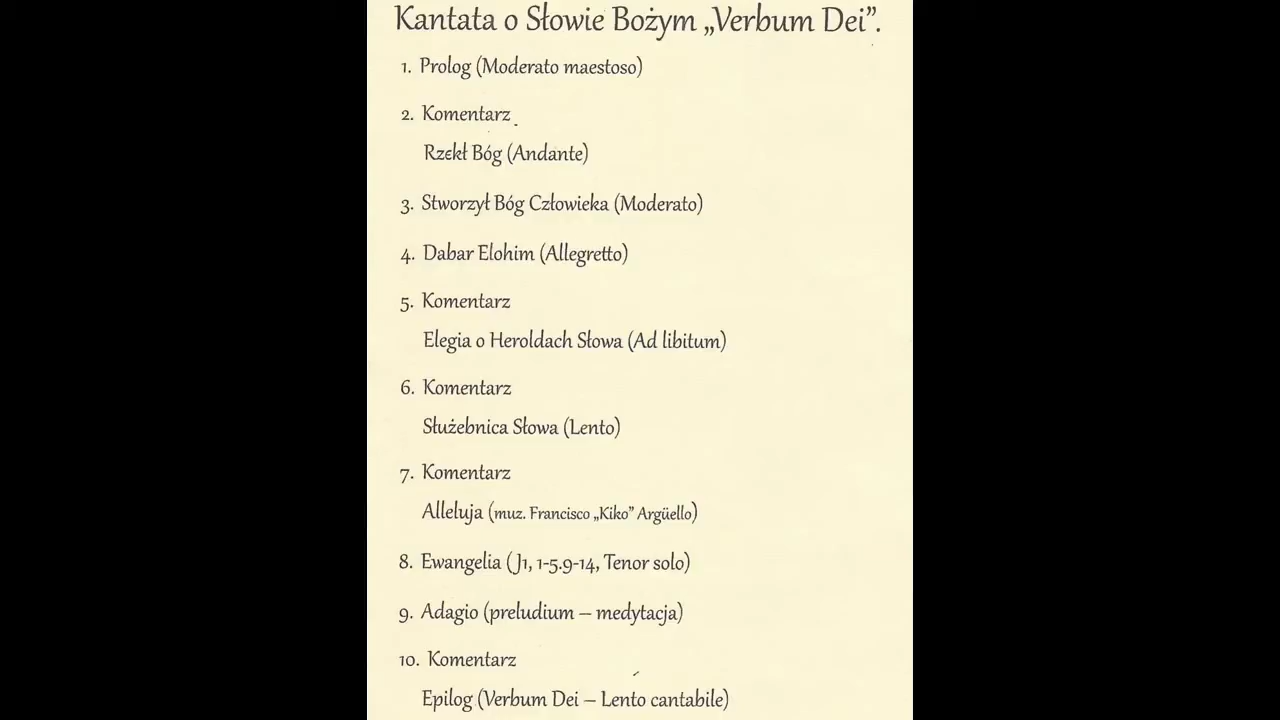 Kantata o Słowie Bożym „Verbum Dei”.
1. Prolog (Moderato maestoso)
2. Komentarz
Rzekł Bóg (Andante)
3. Stworzył Bóg Człowieka (Moderato)
4. Dabar Elohim (Allegretto)
5. Komentarz
Elegia o Heroldach Słowa (Ad libitum)
6. Komentarz
Służebnica Słowa (Lento)
7. Komentarz
Alleluja (muz. Francisco „Kiko” Argüello)
8. Ewangelia (J1, 1-5.9-14, Tenor solo)
9. Adagio (preludium – medytacja)
10. Komentarz
Epilog (Verbum Dei – Lento cantabile)